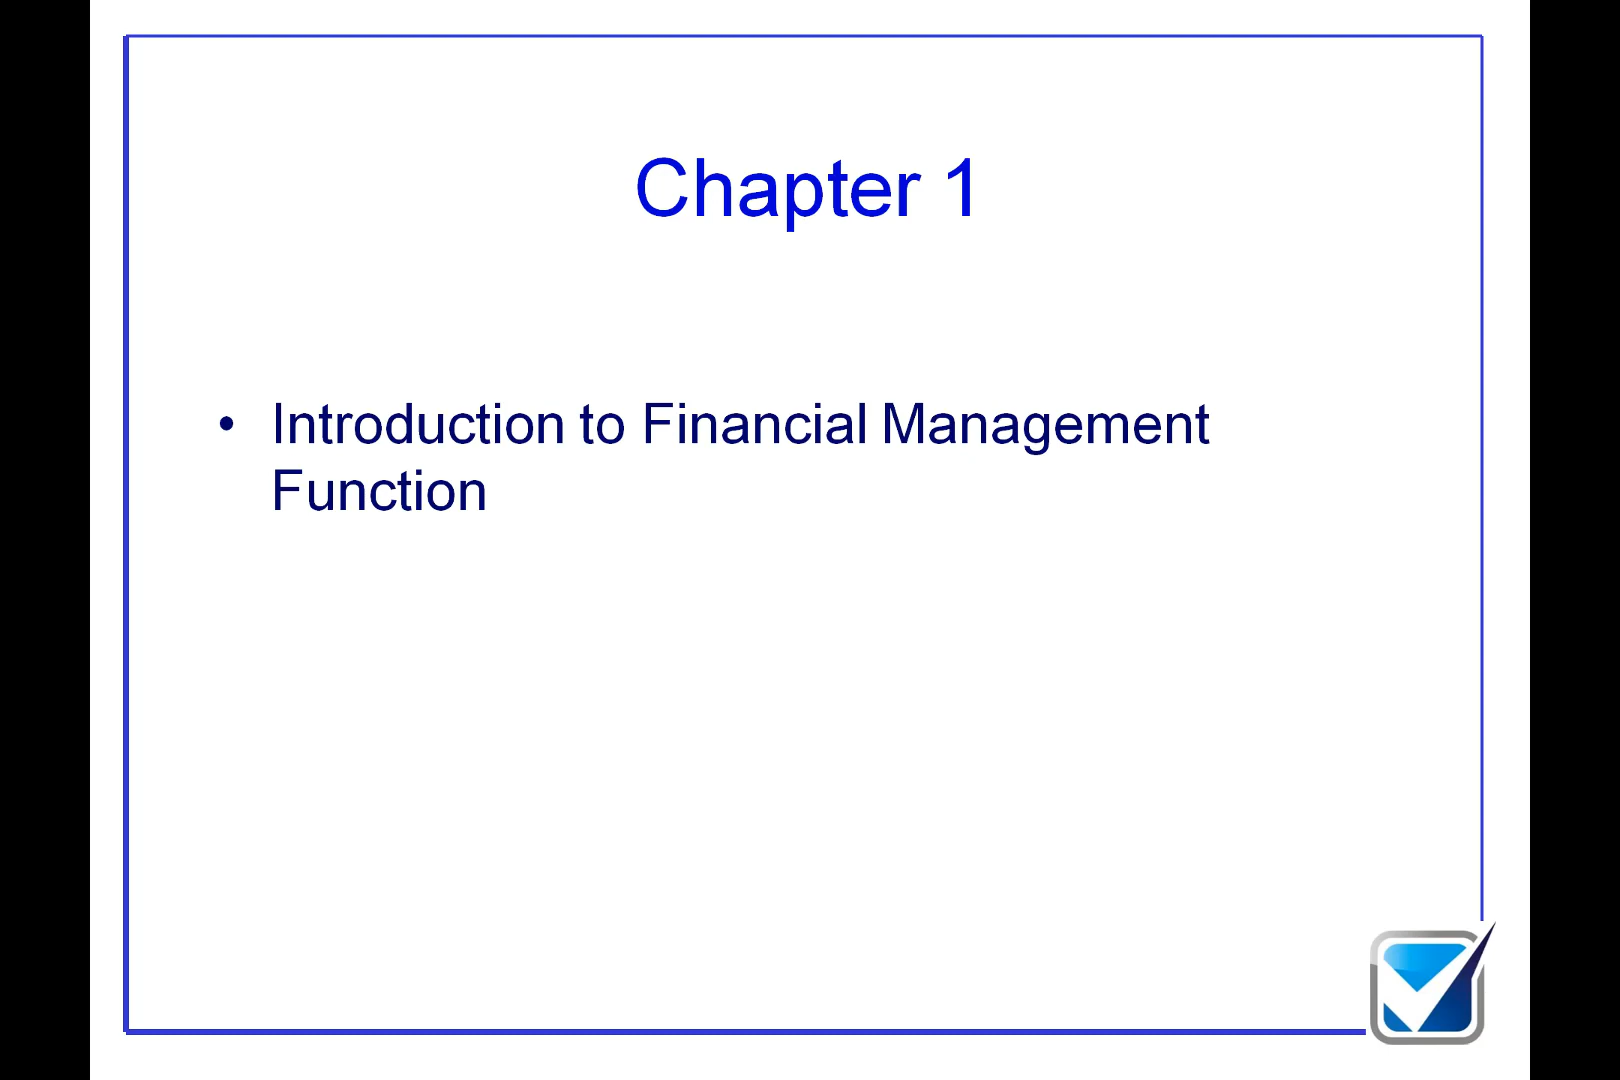 Chapter 1
• Introduction to Financial Management
Function